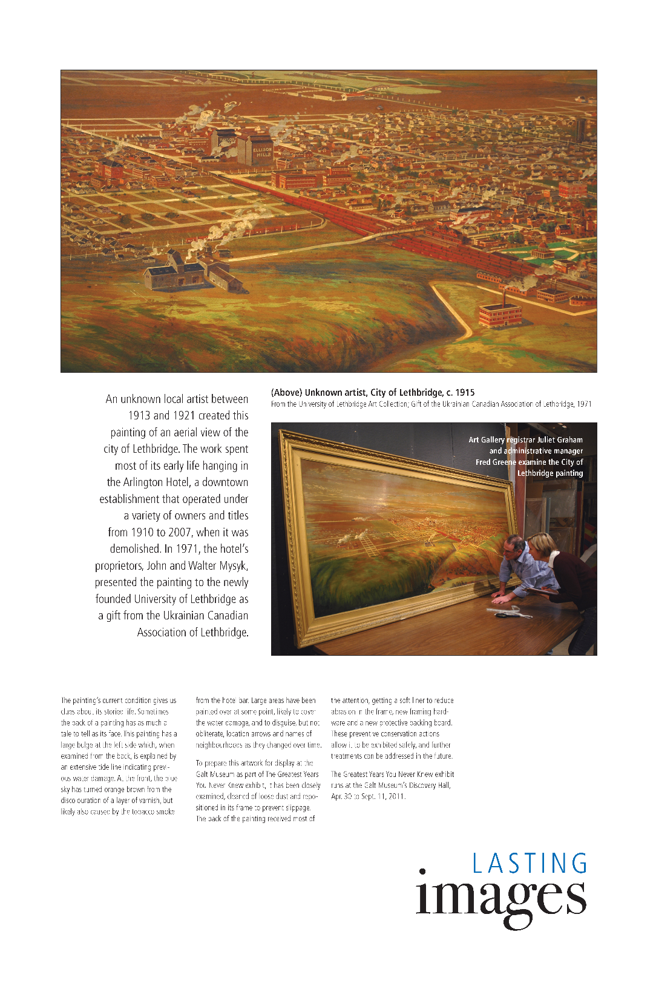 TAYLOR
ELLISON
MILLS
(Above) Unknown artist, City of Lethbridge, c. 1915
From the University of Lethbridge Art Collection; Gift of the Ukrainian Canadian Association of Lethbridge, 1971
An unknown local artist between
1913 and 1921 created this
painting of an aerial view of the
city of Lethbridge. The work spent
most of its early life hanging in
the Arlington Hotel, a downtown
establishment that operated under
a variety of owners and titles
from 1910 to 2007, when it was
demolished. In 1971, the hotel's
proprietors, John and Walter Mysyk,
presented the painting to the newly
founded University of Lethbridge as
a gift from the Ukrainian Canadian
Association of Lethbridge.
Art Gallery registrar Juliet Graham
and administrative manager
Fred Greene examine the City of
Lethbridge painting
The painting's current condition gives us
clues about its storied life. Sometimes
the back of a painting has as much a
tale to tell as its face. This painting has a
large bulge at the left side which, when
examined from the back, is explained by
an extensive tide line indicating previ-
ous water damage. At the front, the blue
sky has turned orange brown from the
discolouration of a layer of varnish, but
likely also caused by the tobacco smoke
from the hotel bar. Large areas have been
painted over at some point, likely to cover
the water damage, and to disguise, but not
obliterate, location arrows and names of
neighbourhoods as they changed over time.
To prepare this artwork for display at the
Galt Museum as part of The Greatest Years
You Never Knew exhibit, it has been closely
examined, cleaned of loose dust and repo-
sitioned in its frame to prevent slippage.
The back of the painting received most of
the attention, getting a soft liner to reduce
abrasion in the frame, new framing hard-
ware and a new protective backing board.
These preventive conservation actions
allow it to be exhibited safely, and further
treatments can be addressed in the future.
The Greatest Years You Never Knew exhibit
runs at the Galt Museum's Discovery Hall,
Apr. 30 to Sept. 11, 2011.
LASTING
images